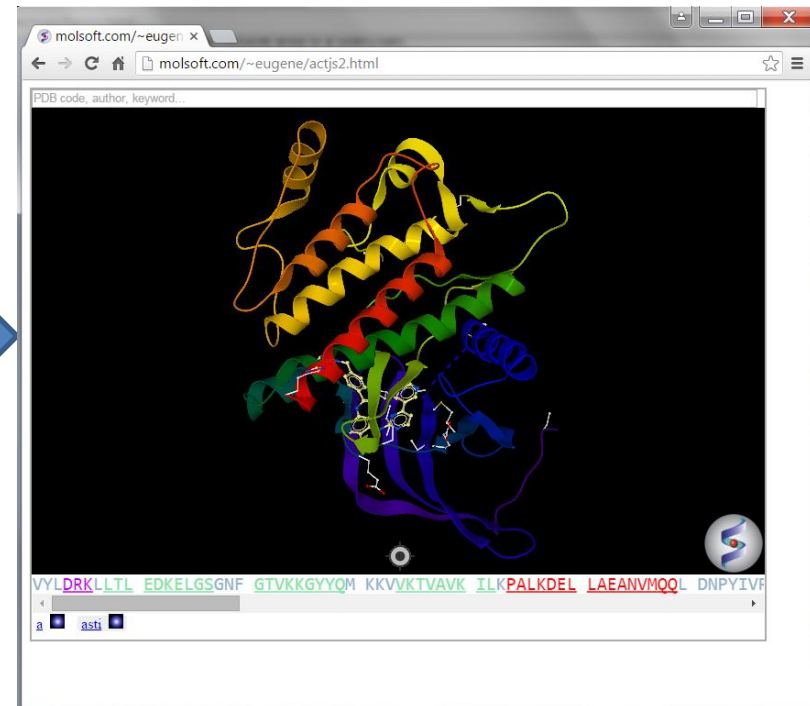 molsoft.com/~eugen ×
molsoft.com/~eugene/actjs2.html
PDB code, author, keyword...
VYLDRKLLTL EDKELGSGNF GTVKKGYYQM KKVVKTVAVK ILKPALKDEL LAEANVMQQL DNPYIVR
a asti